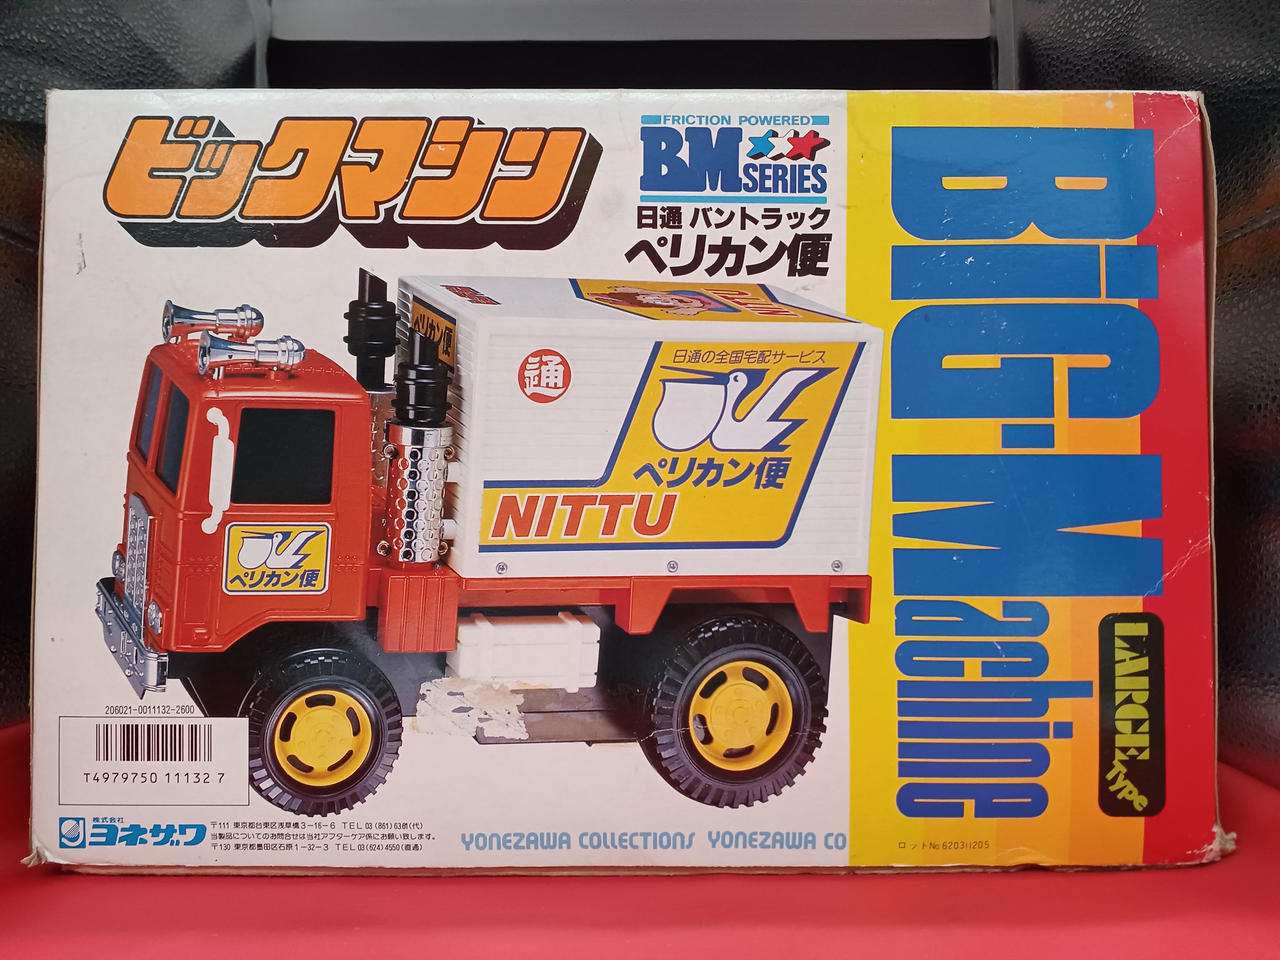 ビックマシン
FRICTION POWERED
BM SERIES
日通 バントラック
ペリカン便
BIG-Machine
LARGE Type
ペリカン便
NITTU
通
日通の全国宅配サービス
ペリカン便
NITTU
ペリカン便
206021-0011132-2600
T4979750 11132 7
株式会社
ヨネザワ
〒111 東京都台東区浅草橋3-16-6 TEL 03(861)6361(代)
当製品についてのお問合せは当社アフターケア係にお願い致します。
〒130 東京都墨田区石原1-32-3 TEL 03(624)4550(直通)
YONEZAWA COLLECTIONS YONEZAWA CO
ロットNo.620311205